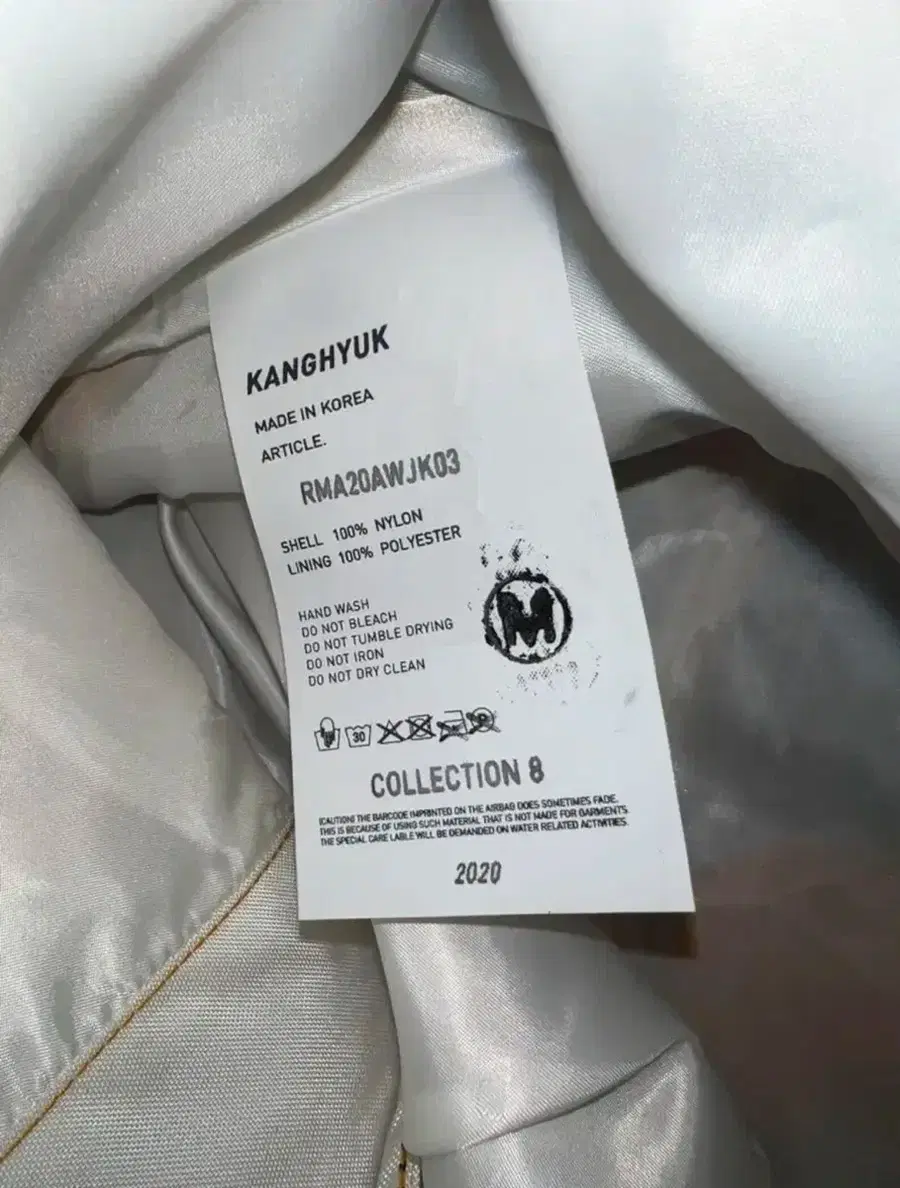 KANGHYUK
MADE IN KOREA
ARTICLE.
RMA20AWJK03
SHELL 100% NYLON
LINING 100% POLYESTER
HAND WASH
DO NOT BLEACH
DO NOT TUMBLE DRYING
DO NOT IRON
DO NOT DRY CLEAN
M
30
COLLECTION 8
[CAUTION] THE BARCODE IMPRINTED ON THE AIRBAG DOES SOMETIMES FADE.
THIS IS BECAUSE OF USING SUCH MATERIAL THAT IS NOT MADE FOR GARMENTS.
THE SPECIAL CARE LABLE WILL BE DEMANDED ON WATER RELATED ACTIVITIES.
2020